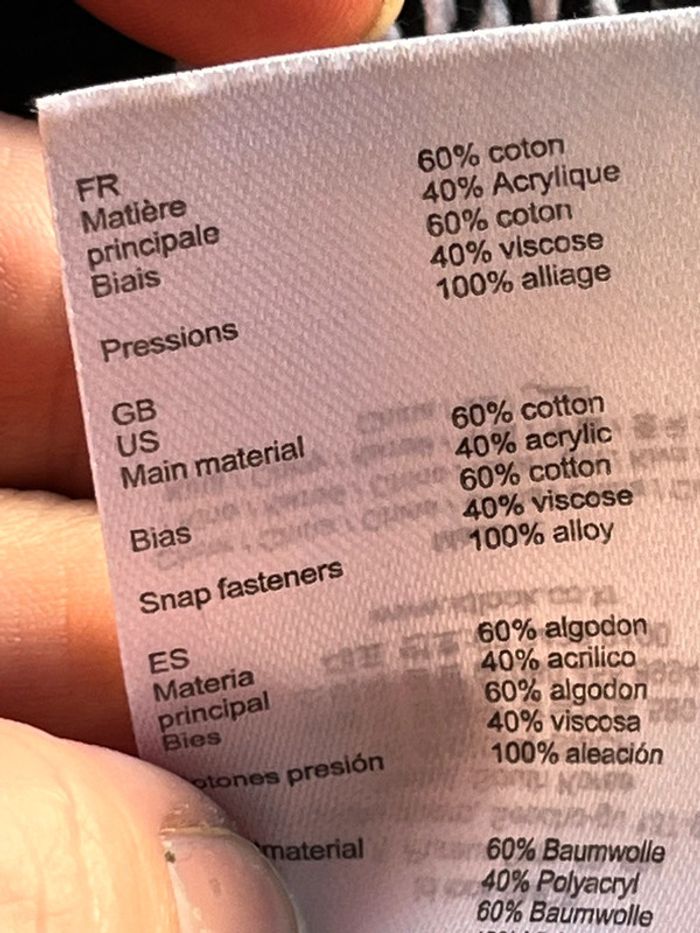 FR
Matière
principale
Biais
60% coton
40% Acrylique
60% coton
40% viscose
100% alliage
Pressions
GB
US
Main material
60% cotton
40% acrylic
60% cotton
40% viscose
100% alloy
Bias
Snap fasteners
ES
Materia
principal
Bies
60% algodon
40% acrilico
60% algodon
40% viscosa
100% aleación
presión
material
60% Baumwolle
40% Polyacryl
60% Baumwolle